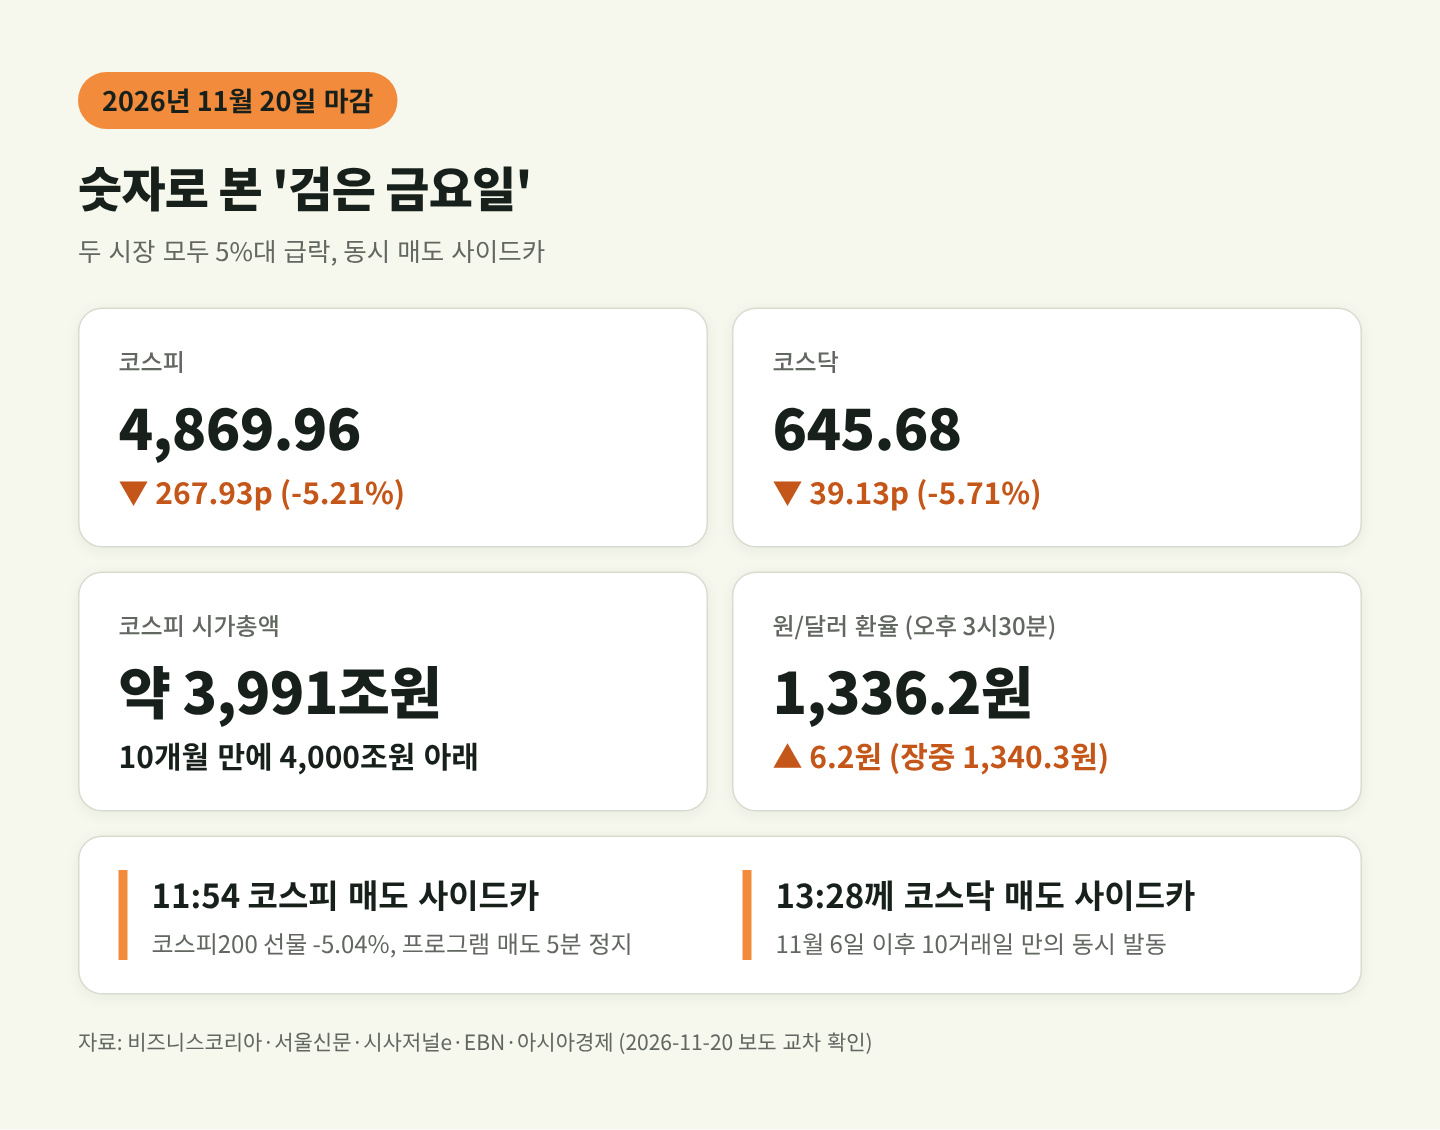 2026년 11월 20일 마감
숫자로 본 '검은 금요일'
두 시장 모두 5%대 급락, 동시 매도 사이드카
코스피
4,869.96
▼ 267.93p (-5.21%)
코스닥
645.68
▼ 39.13p (-5.71%)
코스피 시가총액
약 3,991조원
10개월 만에 4,000조원 아래
원/달러 환율 (오후 3시30분)
1,336.2원
▲ 6.2원 (장중 1,340.3원)
11:54 코스피 매도 사이드카
코스피200 선물 -5.04%, 프로그램 매도 5분 정지
13:28께 코스닥 매도 사이드카
11월 6일 이후 10거래일 만의 동시 발동
자료: 비즈니스코리아·서울신문·시사저널e·EBN·아시아경제 (2026-11-20 보도 교차 확인)